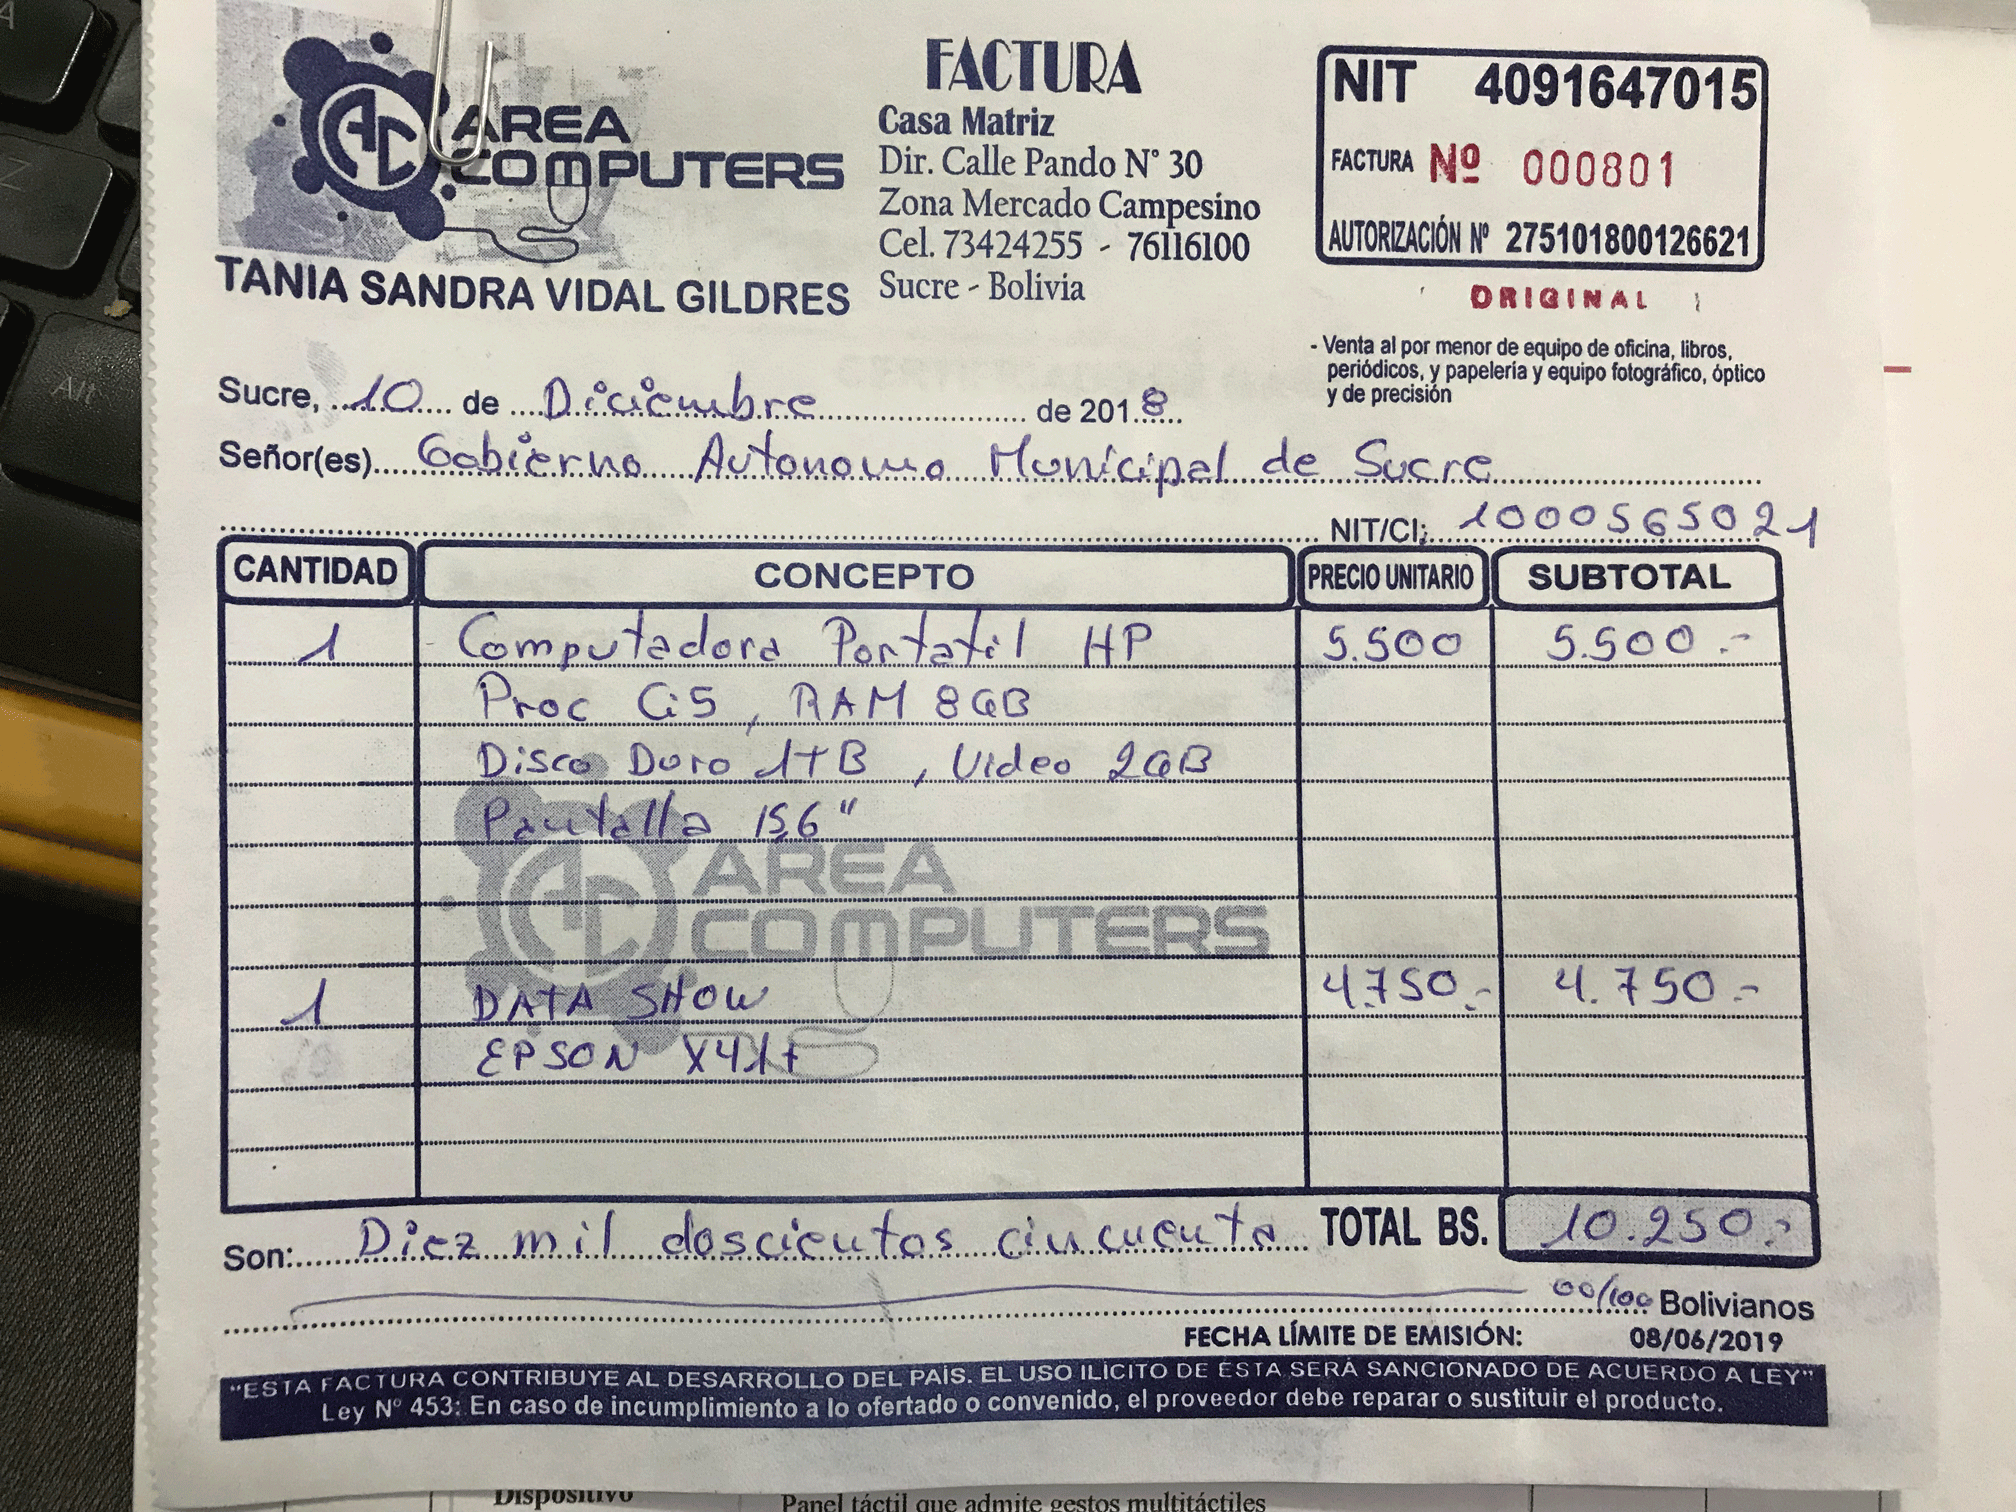 AREA
COMPUTERS
TANIA SANDRA VIDAL GILDRES
FACTURA
Casa Matriz
Dir. Calle Pando N° 30
Zona Mercado Campesino
Cel. 73424255 - 76116100
Sucre - Bolivia
NIT 4091647015
FACTURA Nº 000801
AUTORIZACIÓN Nº 275101800126621
ORIGINAL
- Venta al por menor de equipo de oficina, libros,
periódicos, y papelería y equipo fotográfico, óptico
y de precisión
Sucre, 10 de Diciembre de 2018
Señor(es) Gobierno Autonomo Municipal de Sucre
NIT/CI: 1000565021
CANTIDAD CONCEPTO PRECIO UNITARIO SUBTOTAL
1 Computadora Portatil HP 5.500 5.500.-
Proc Ci5, RAM 8GB
Disco Duro 1TB, Video 2GB
Pantalla 15,6"
AREA
COMPUTERS
1 DATA SHOW 4.750.- 4.750.-
EPSON X41+
Son: Diez mil doscientos cincuenta TOTAL BS. 10.250.-
00/100 Bolivianos
FECHA LÍMITE DE EMISIÓN: 08/06/2019
"ESTA FACTURA CONTRIBUYE AL DESARROLLO DEL PAÍS. EL USO ILÍCITO DE ÉSTA SERÁ SANCIONADO DE ACUERDO A LEY"
Ley Nº 453: En caso de incumplimiento a lo ofertado o convenido, el proveedor debe reparar o sustituir el producto.
Dispositivo Panel táctil que admite gestos multitáctiles